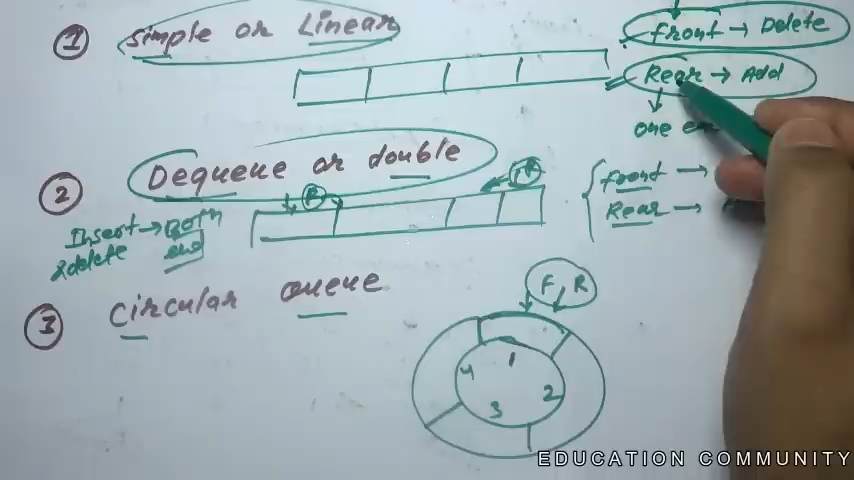 1 simple or Linear
front → Delete
Rear → Add
one
2 Dequeue or double
R
Insert → Both
& delete end
front →
Rear →
3 Circular queue
F R
1
4 2
3
EDUCATION COMMUNITY